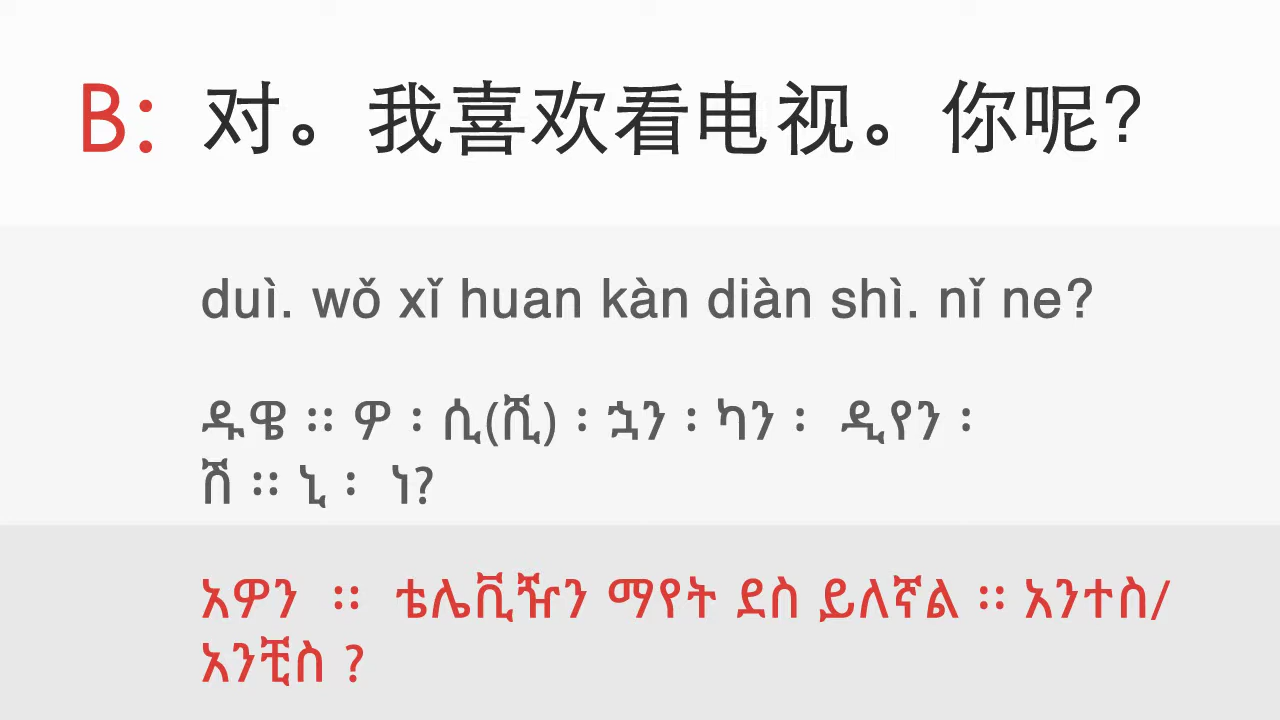 B: 对。我喜欢看电视。你呢?
duì. wǒ xǐ huan kàn diàn shì. nǐ ne?
ዱዌ ፡፡ ዎ ፡ ሲ(ሺ) ፡ ኋን ፡ ካን ፡ ዲየን ፡
ሽ ፡፡ ኒ ፡ ነ?
አዎን ፡፡ ቴሌቪዥን ማየት ደስ ይለኛል ፡፡ አንተስ/
አንቺስ ?